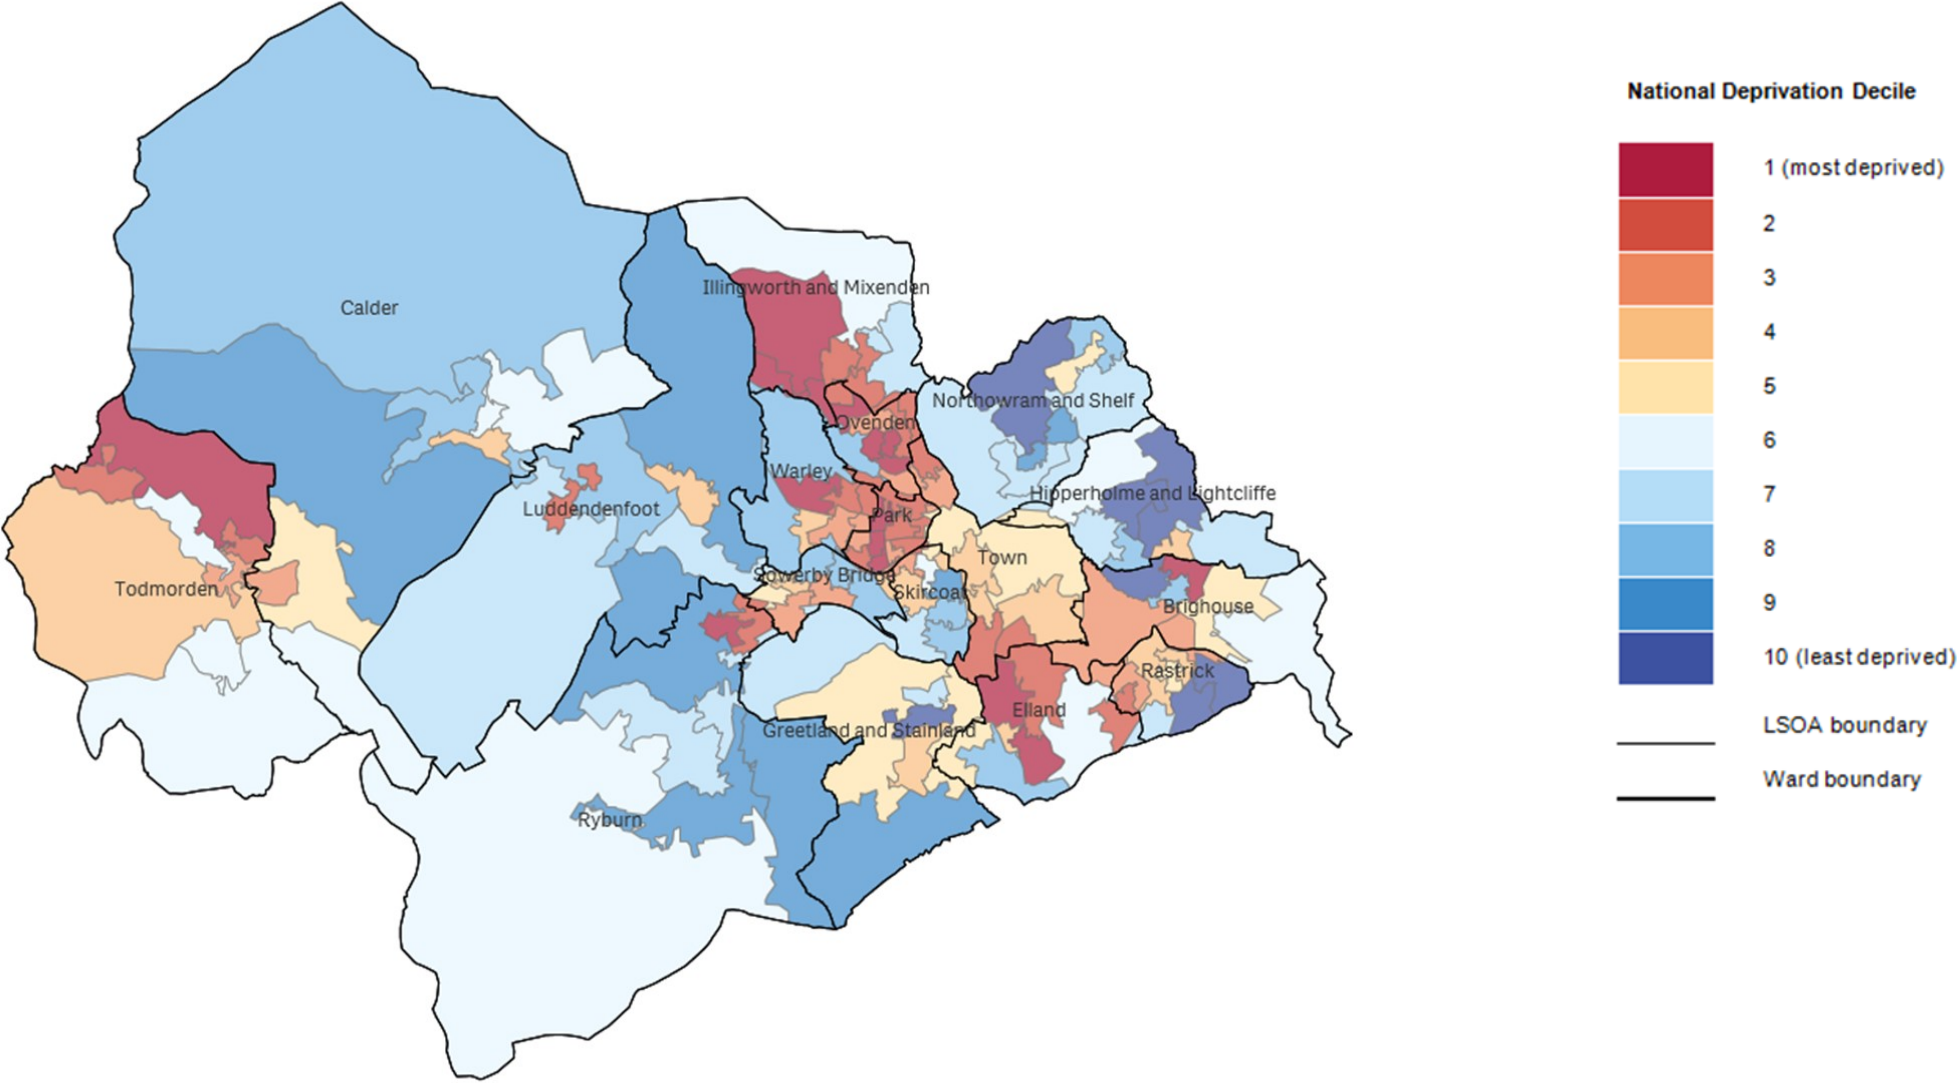 National Deprivation Decile
1 (most deprived)
2
3
4
5
6
7
8
9
10 (least deprived)
LSOA boundary
Ward boundary
Calder
Illingworth and Mixenden
Northowram and Shelf
Ovenden
Warley
Hipperholme and Lightcliffe
Luddendenfoot
Park
Town
Sowerby Bridge
Todmorden
Skircoat
Brighouse
Rastrick
Elland
Greetland and Stainland
Ryburn